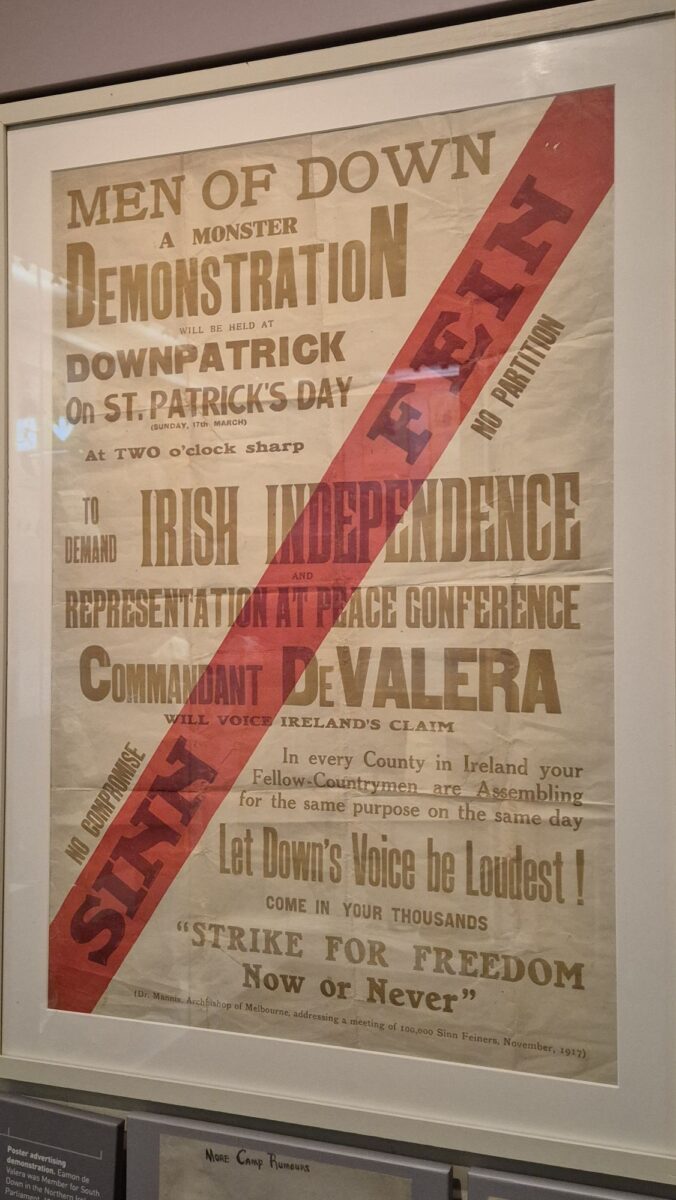 MEN OF DOWN
A MONSTER
DEMONSTRATION
WILL BE HELD AT
DOWNPATRICK
On ST. PATRICK'S DAY
(SUNDAY, 17th MARCH)
At TWO o'clock sharp
TO DEMAND IRISH INDEPENDENCE
AND
REPRESENTATION AT PEACE CONFERENCE
COMMANDANT DE VALERA
WILL VOICE IRELAND'S CLAIM
In every County in Ireland your
Fellow-Countrymen are Assembling
for the same purpose on the same day
Let Down's Voice be Loudest!
COME IN YOUR THOUSANDS
"STRIKE FOR FREEDOM
Now or Never"
(Dr. Mannix, Archbishop of Melbourne, addressing a meeting of 100,000 Sinn Feiners, November, 1917)
SINN FEIN
NO COMPROMISE
NO PARTITION
Poster advertising
demonstration. Eamon de
Valera was Member for South
Down in the Northern
Parliament,
MORE CAMP RUMOURS